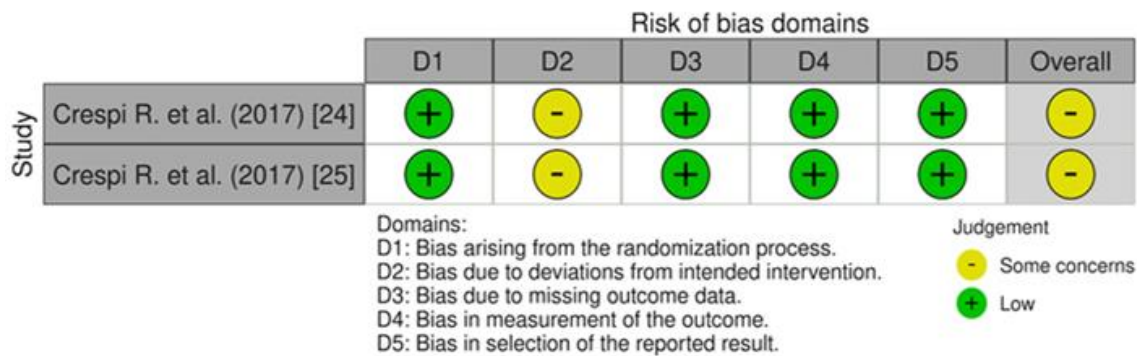 Risk of bias domains
D1 D2 D3 D4 D5 Overall
Study
Crespi R. et al. (2017) [24] + - + + + -
Crespi R. et al. (2017) [25] + - + + + -
Domains:
D1: Bias arising from the randomization process.
D2: Bias due to deviations from intended intervention.
D3: Bias due to missing outcome data.
D4: Bias in measurement of the outcome.
D5: Bias in selection of the reported result.
Judgement
- Some concerns
+ Low